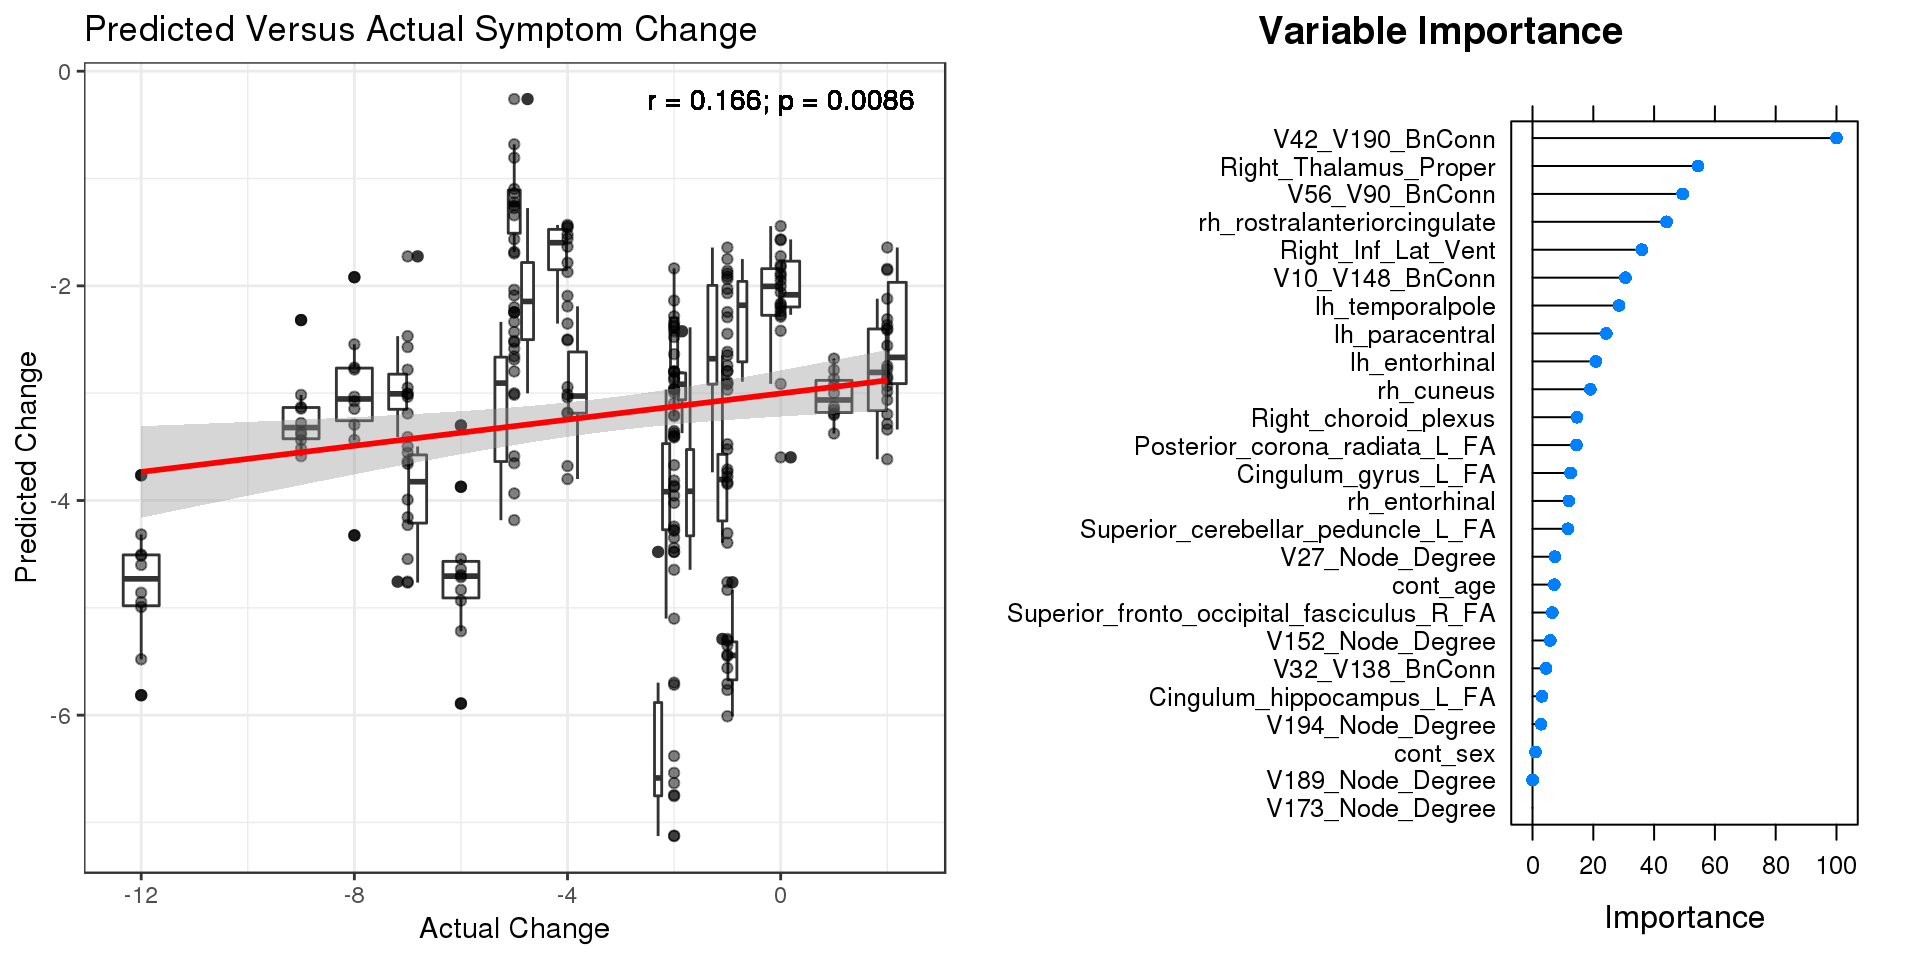 Predicted Versus Actual Symptom Change
r = 0.166; p = 0.0086
0
-2
-4
-6
Predicted Change
-12
-8
-4
0
Actual Change
Variable Importance
V42_V190_BnConn
Right_Thalamus_Proper
V56_V90_BnConn
rh_rostralanteriorcingulate
Right_Inf_Lat_Vent
V10_V148_BnConn
lh_temporalpole
lh_paracentral
lh_entorhinal
rh_cuneus
Right_choroid_plexus
Posterior_corona_radiata_L_FA
Cingulum_gyrus_L_FA
rh_entorhinal
Superior_cerebellar_peduncle_L_FA
V27_Node_Degree
cont_age
Superior_fronto_occipital_fasciculus_R_FA
V152_Node_Degree
V32_V138_BnConn
Cingulum_hippocampus_L_FA
V194_Node_Degree
cont_sex
V189_Node_Degree
V173_Node_Degree
0 20 40 60 80 100
Importance